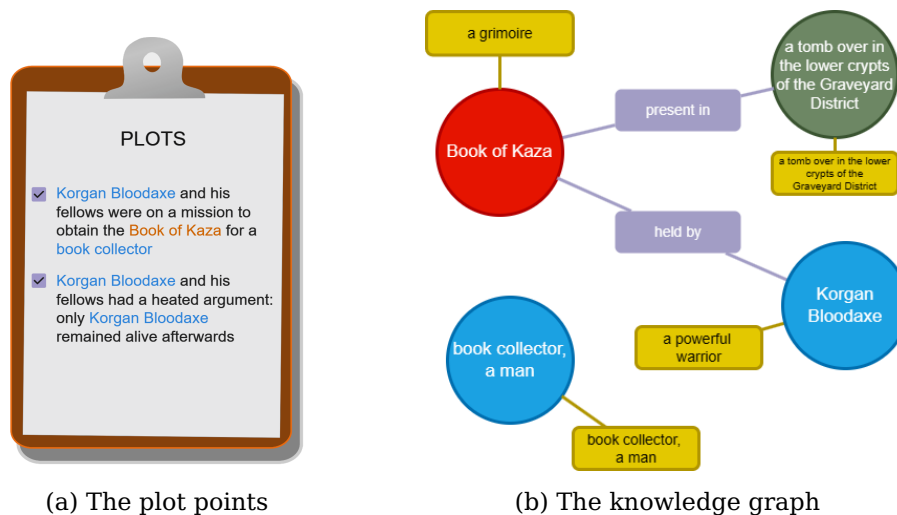 PLOTS
Korgan Bloodaxe and his
fellows were on a mission to
obtain the Book of Kaza for a
book collector
Korgan Bloodaxe and his
fellows had a heated argument:
only Korgan Bloodaxe
remained alive afterwards
(a) The plot points
a grimoire
a tomb over in
the lower crypts
of the Graveyard
District
present in
Book of Kaza
a tomb over in the lower
crypts of the
Graveyard District
held by
Korgan
Bloodaxe
a powerful
warrior
book collector,
a man
book collector,
a man
(b) The knowledge graph